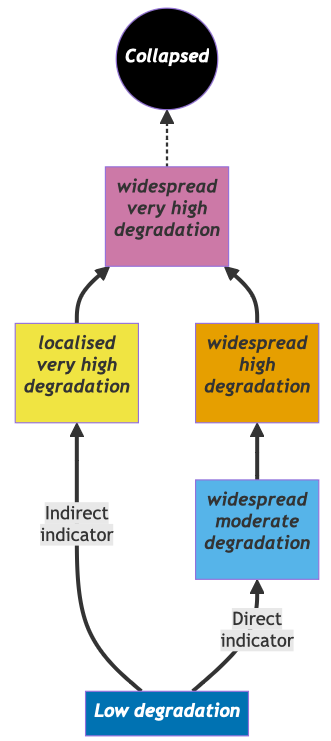 Collapsed
widespread
very high
degradation
localised
very high
degradation
widespread
high
degradation
widespread
moderate
degradation
Indirect
indicator
Direct
indicator
Low degradation